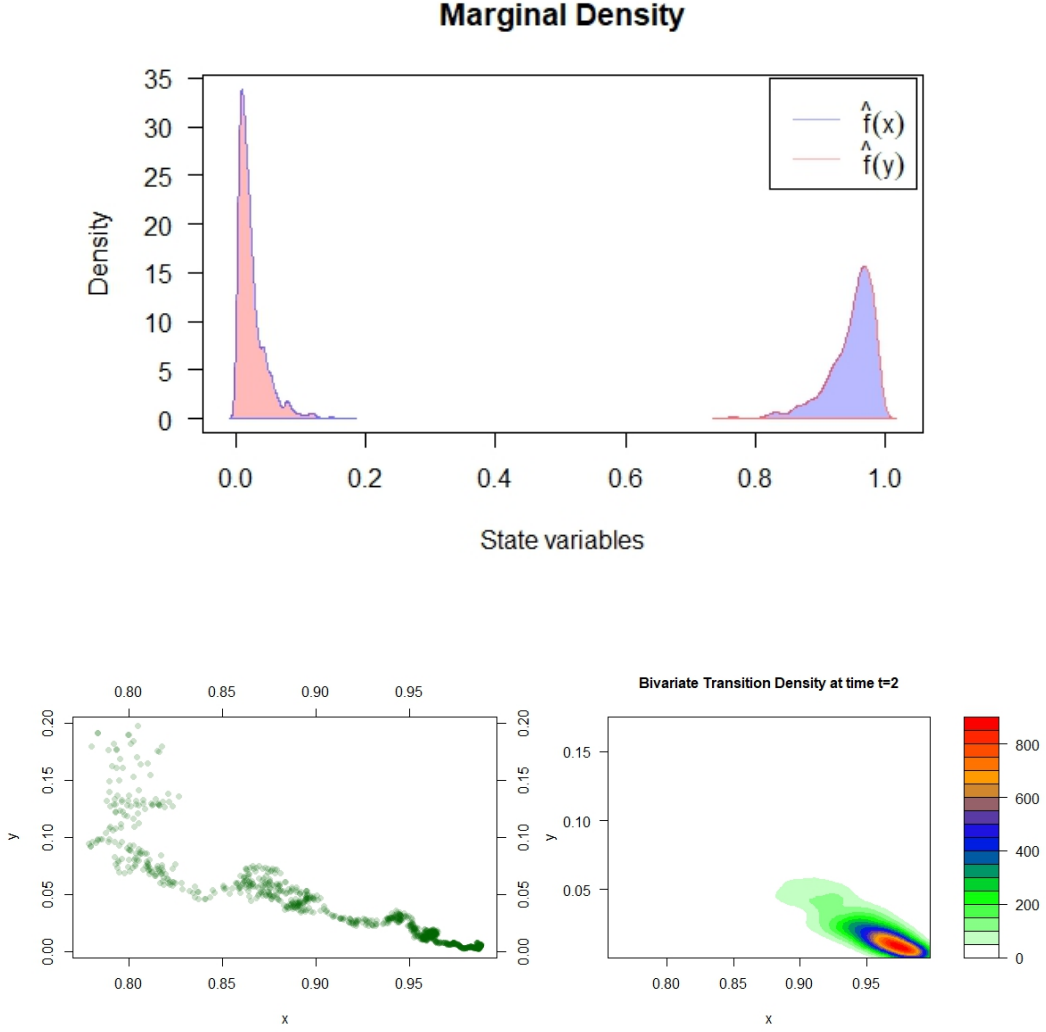 Marginal Density
35
30
25
20
15
10
5
0
Density
f̂(x)
f̂(y)
0.0 0.2 0.4 0.6 0.8 1.0
State variables
0.80 0.85 0.90 0.95
0.00 0.05 0.10 0.15 0.20
y
0.00 0.05 0.10 0.15 0.20
0.80 0.85 0.90 0.95
x
Bivariate Transition Density at time t=2
0.15
0.10
0.05
y
0.80 0.85 0.90 0.95
x
800
600
400
200
0